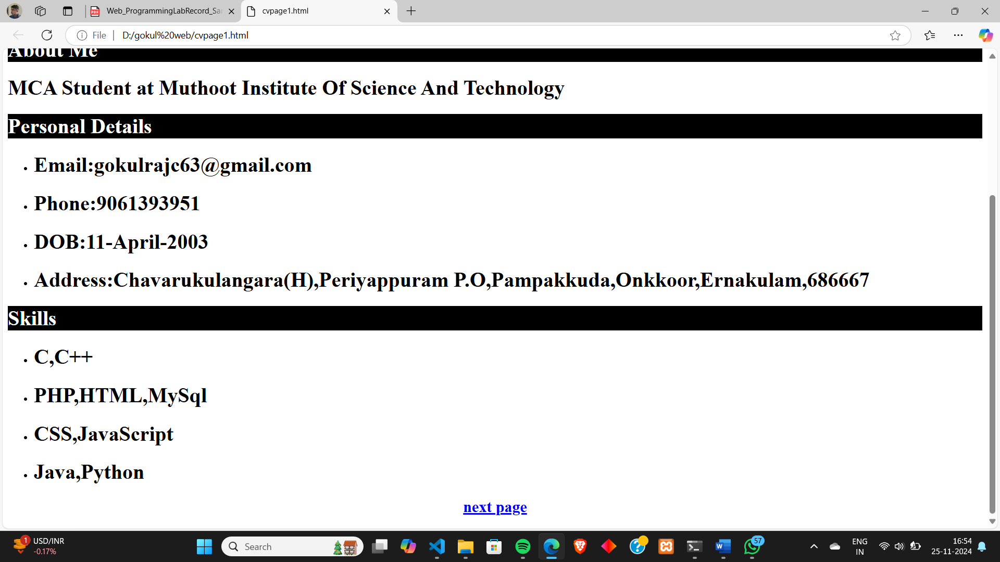 Web_ProgrammingLabRecord_Sar
cvpage1.html
File
D:/gokul%20web/cvpage1.html
About Me
MCA Student at Muthoot Institute Of Science And Technology
Personal Details
Email:gokulrajc63@gmail.com
Phone:9061393951
DOB:11-April-2003
Address:Chavarukulangara(H),Periyappuram P.O,Pampakkuda,Onkkoor,Ernakulam,686667
Skills
C,C++
PHP,HTML,MySql
CSS,JavaScript
Java,Python
next page
1
USD/INR
-0.17%
Search
57
ENG
IN
16:54
25-11-2024